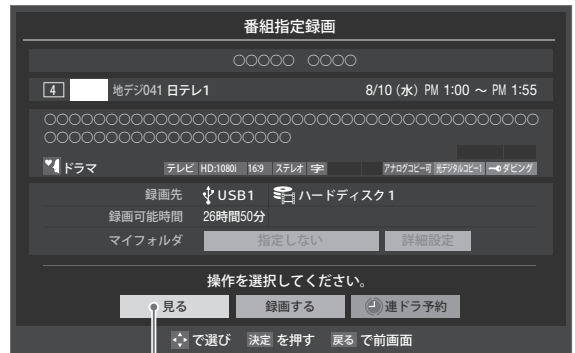 番組指定録画
○○○○○ ○○○○
4 地デジ041 日テレ1 8/10 (水) PM 1:00 ～ PM 1:55
○○○○○○○○○○○○○○○○○○○○○○○○○○○○○○○○○○○○○○○○
○○○○○○○○○○○○○○○○○○○○
ドラマ テレビ HD:1080i 16:9 ステレオ 字 アナログコピー可 光デジタルコピー1 ダビング
録画先 USB1 ハードディスク1
録画可能時間 26時間50分
マイフォルダ 指定しない 詳細設定
操作を選択してください。
見る 録画する 連ドラ予約
で選び 決定 を押す 戻る で前画面